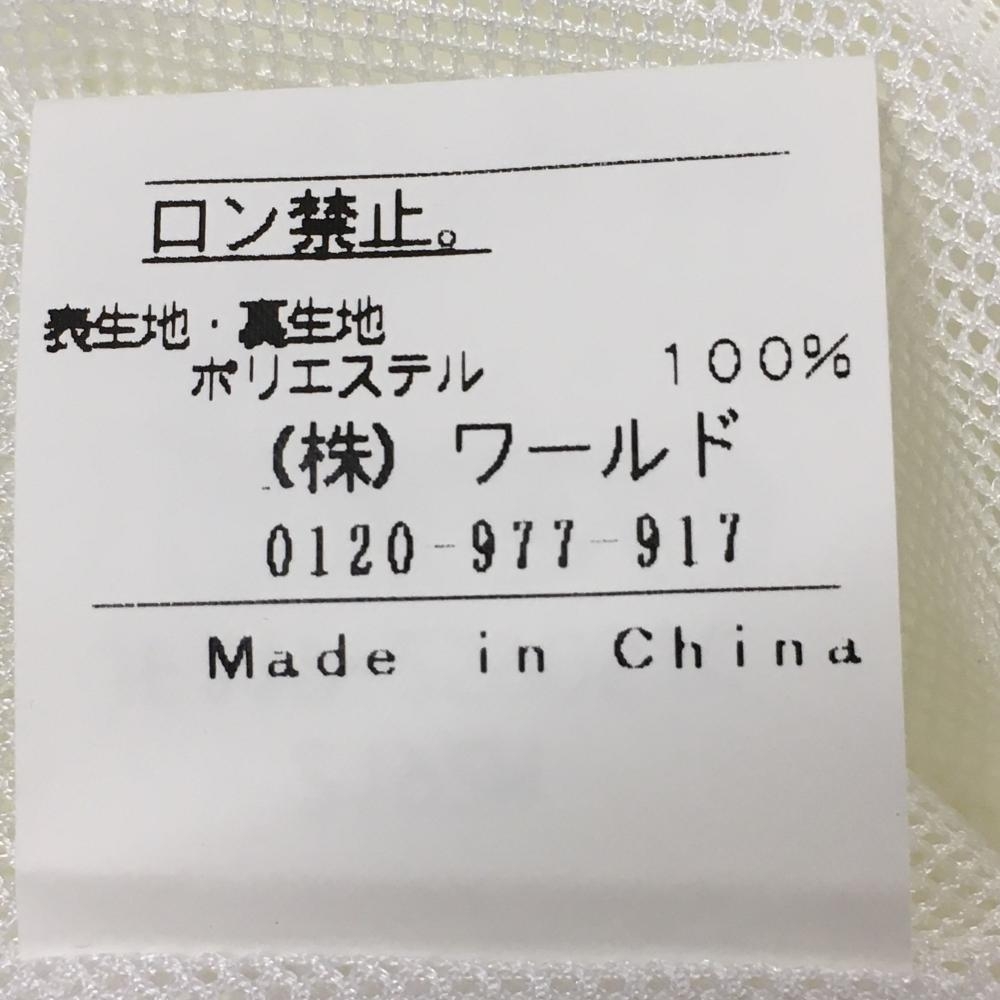 ロン禁止。
表生地・裏生地
ポリエステル 100%
(株) ワールド
0120-977-917
Made in China